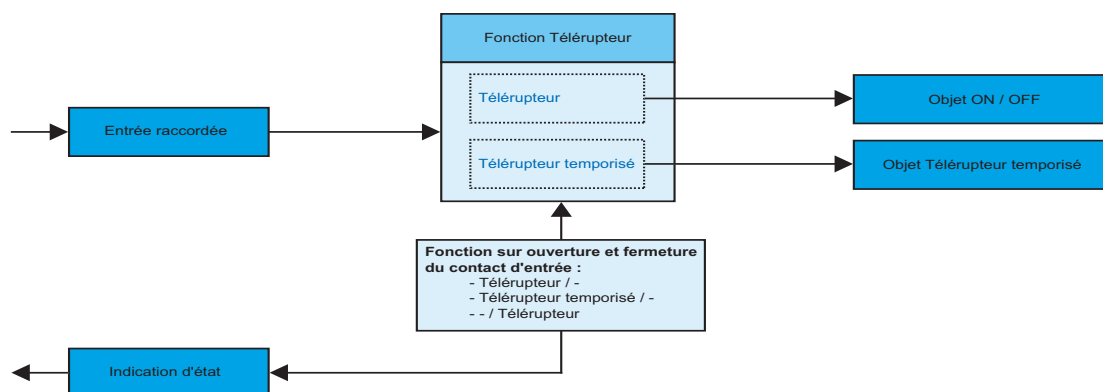 Fonction Télérupteur
Télérupteur
Objet ON / OFF
Entrée raccordée
Télérupteur temporisé
Objet Télérupteur temporisé
Fonction sur ouverture et fermeture
du contact d'entrée :
- Télérupteur / -
- Télérupteur temporisé / -
- - / Télérupteur
Indication d'état